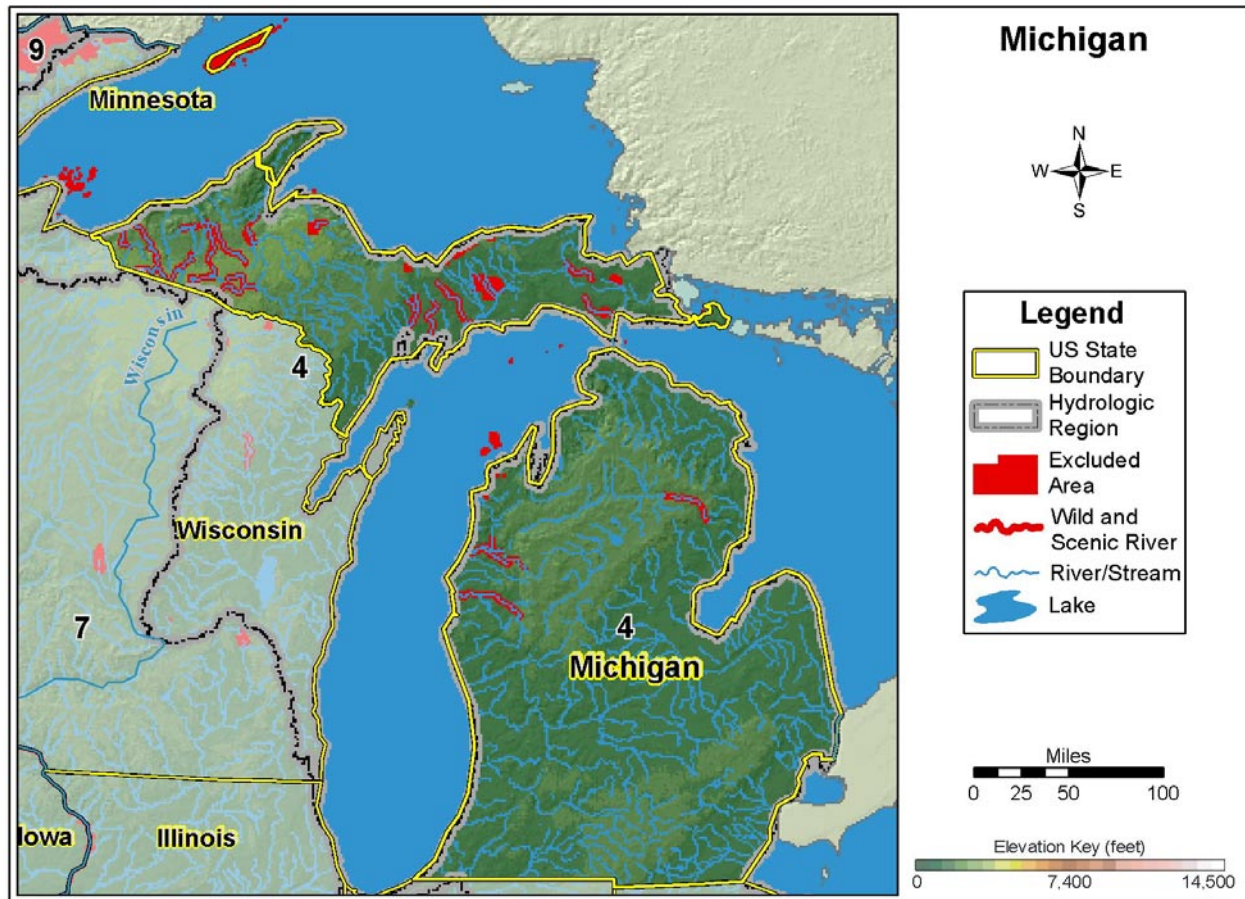 Michigan
N
W E
S
9
Minnesota
Wisconsin
4
Wisconsin
7
4
Michigan
Iowa
Illinois
Legend
US State
Boundary
Hydrologic
Region
Excluded
Area
Wild and
Scenic River
River/Stream
Lake
Miles
0 25 50 100
Elevation Key (feet)
0 7,400 14,500